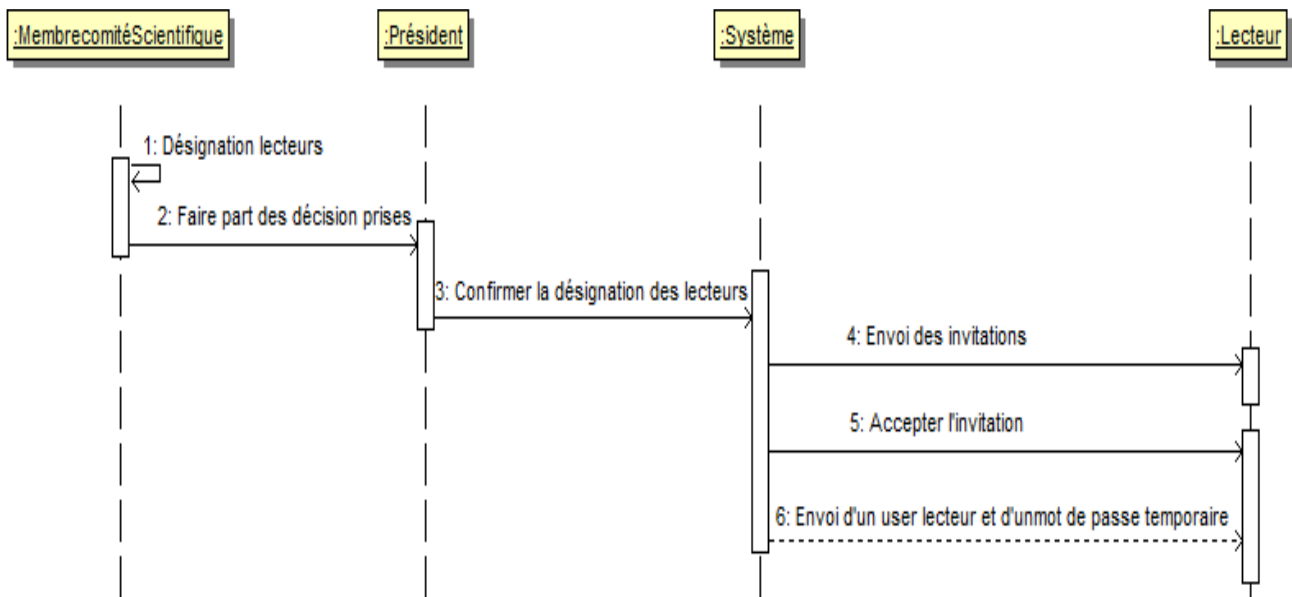 :MembrecomitéScientifique
:Président
:Système
:Lecteur
1: Désignation lecteurs
2: Faire part des décision prises
3: Confirmer la désignation des lecteurs
4: Envoi des invitations
5: Accepter l'invitation
6: Envoi d'un user lecteur et d'unmot de passe temporaire